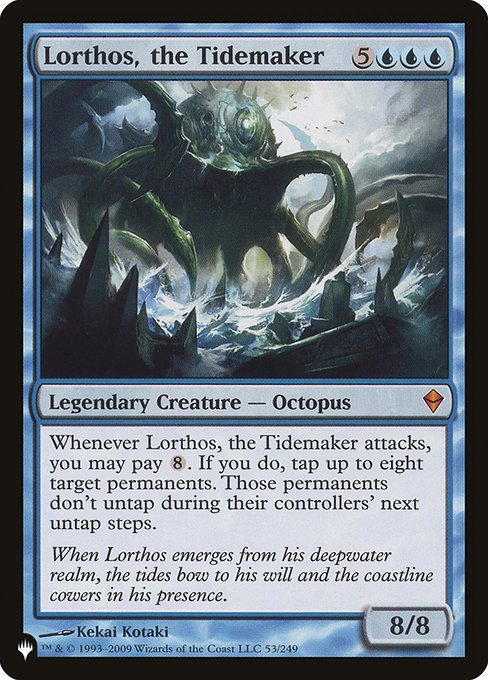 Lorthos, the Tidemaker 5
Legendary Creature — Octopus
Whenever Lorthos, the Tidemaker attacks,
you may pay 8. If you do, tap up to eight
target permanents. Those permanents
don't untap during their controllers' next
untap steps.
When Lorthos emerges from his deepwater
realm, the tides bow to his will and the coastline
cowers in his presence.
8/8
Kekai Kotaki
™ & © 1993–2009 Wizards of the Coast LLC 53/249